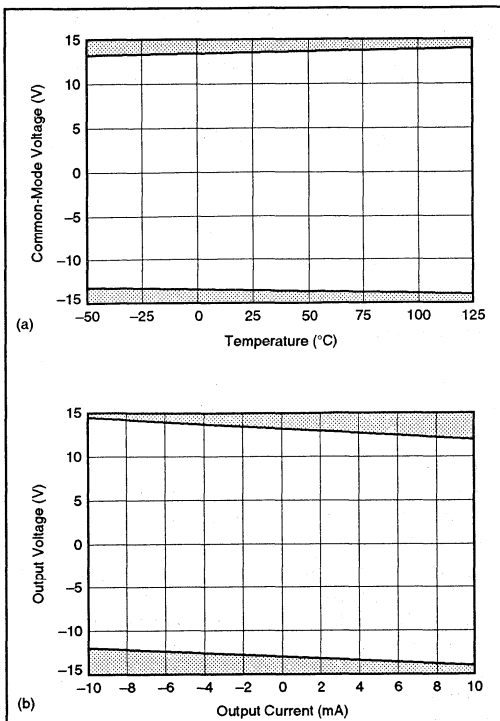 15
10
5
0
−5
−10
−15
Common-Mode Voltage (V)
−50 −25 0 25 50 75 100 125
Temperature (°C)
(a)
15
10
5
0
−5
−10
−15
Output Voltage (V)
−10 −8 −6 −4 −2 0 2 4 6 8 10
Output Current (mA)
(b)